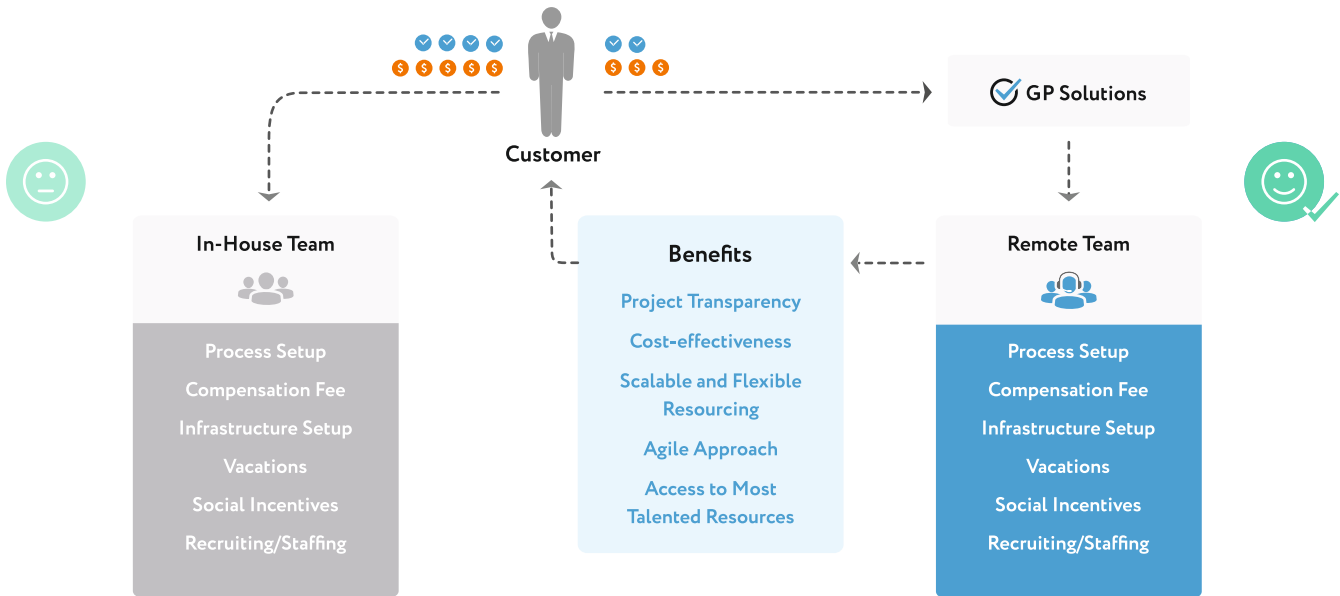 $ $ $ $ $
$ $ $
Customer
GP Solutions
In-House Team
Process Setup
Compensation Fee
Infrastructure Setup
Vacations
Social Incentives
Recruiting/Staffing
Benefits
Project Transparency
Cost-effectiveness
Scalable and Flexible
Resourcing
Agile Approach
Access to Most
Talented Resources
Remote Team
Process Setup
Compensation Fee
Infrastructure Setup
Vacations
Social Incentives
Recruiting/Staffing